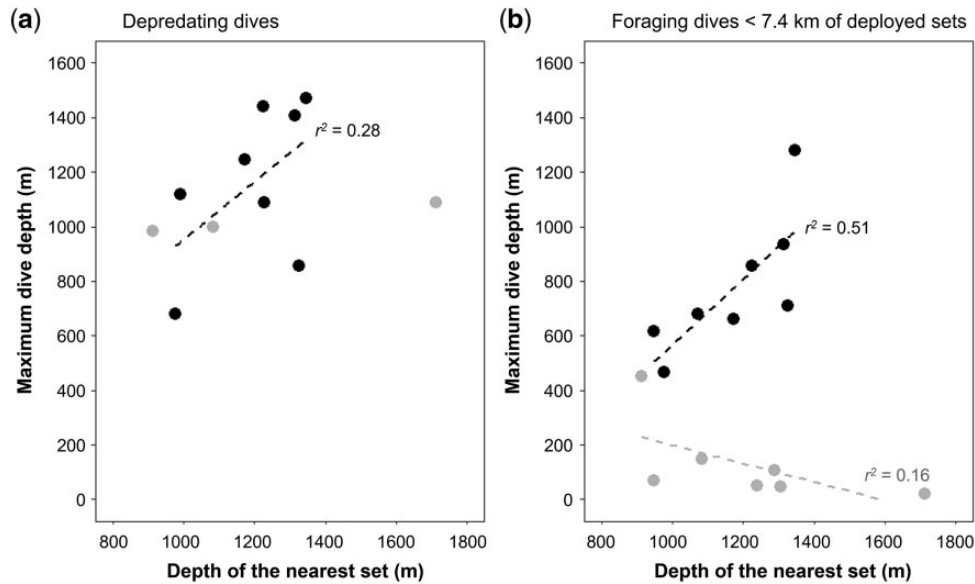 (a) Depredating dives
Maximum dive depth (m)
1600
1400
1200
1000
800
600
400
200
0
r² = 0.28
800 1000 1200 1400 1600 1800
Depth of the nearest set (m)
(b) Foraging dives < 7.4 km of deployed sets
Maximum dive depth (m)
1600
1400
1200
1000
800
600
400
200
0
r² = 0.51
r² = 0.16
800 1000 1200 1400 1600 1800
Depth of the nearest set (m)